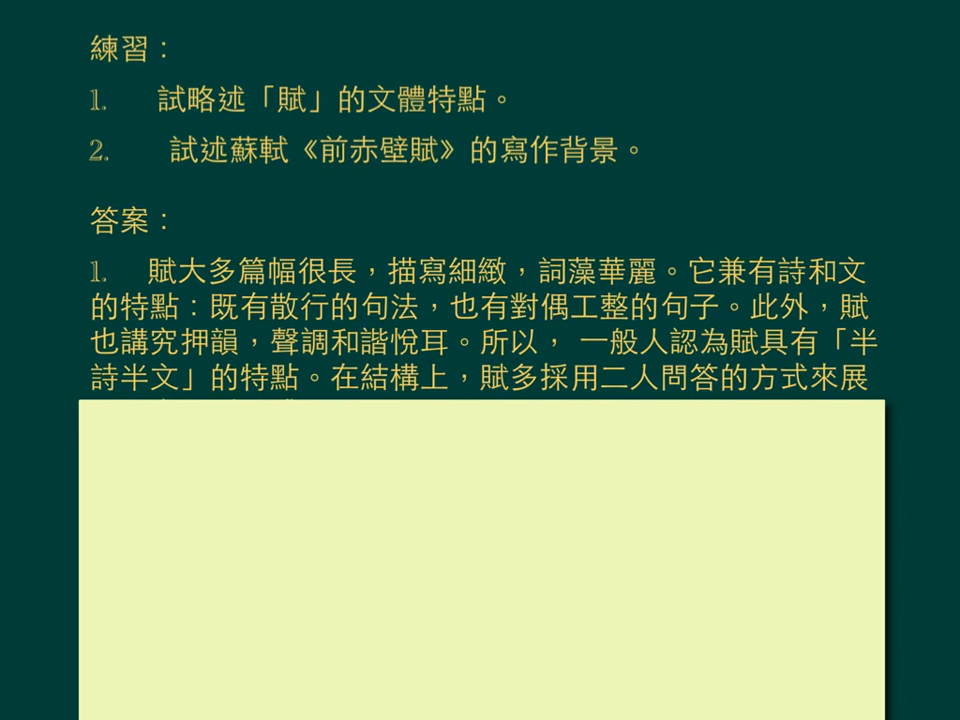 練習：
1. 試略述「賦」的文體特點。
2. 試述蘇軾《前赤壁賦》的寫作背景。
答案：
1. 賦大多篇幅很長，描寫細緻，詞藻華麗。它兼有詩和文
的特點：既有散行的句法，也有對偶工整的句子。此外，賦
也講究押韻，聲調和諧悅耳。所以， 一般人認為賦具有「半
詩半文」的特點。在結構上，賦多採用二人問答的方式來展